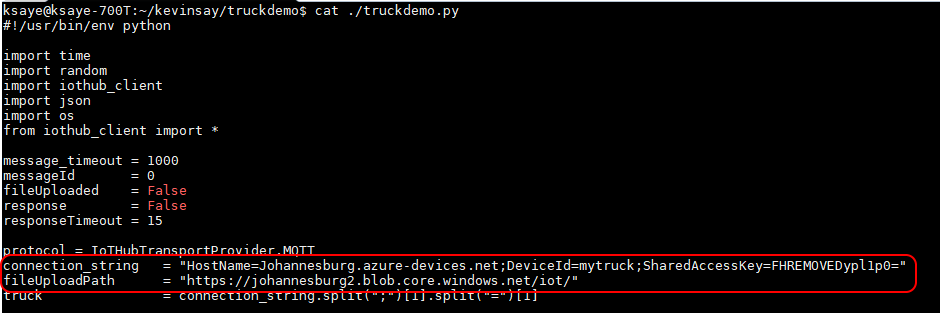 ksaye@ksaye-700T:~/kevinsay/truckdemo$ cat ./truckdemo.py
#!/usr/bin/env python
import time
import random
import iothub_client
import json
import os
from iothub_client import *
message_timeout = 1000
messageId       = 0
fileUploaded    = False
response        = False
responseTimeout = 15
protocol = IoTHubTransportProvider.MQTT
connection_string   = "HostName=Johannesburg.azure-devices.net;DeviceId=mytruck;SharedAccessKey=FHREMOVEDypl1p0="
fileUploadPath      = "https://johannesburg2.blob.core.windows.net/iot/"
truck               = connection_string.split(";")[1].split("=")[1]